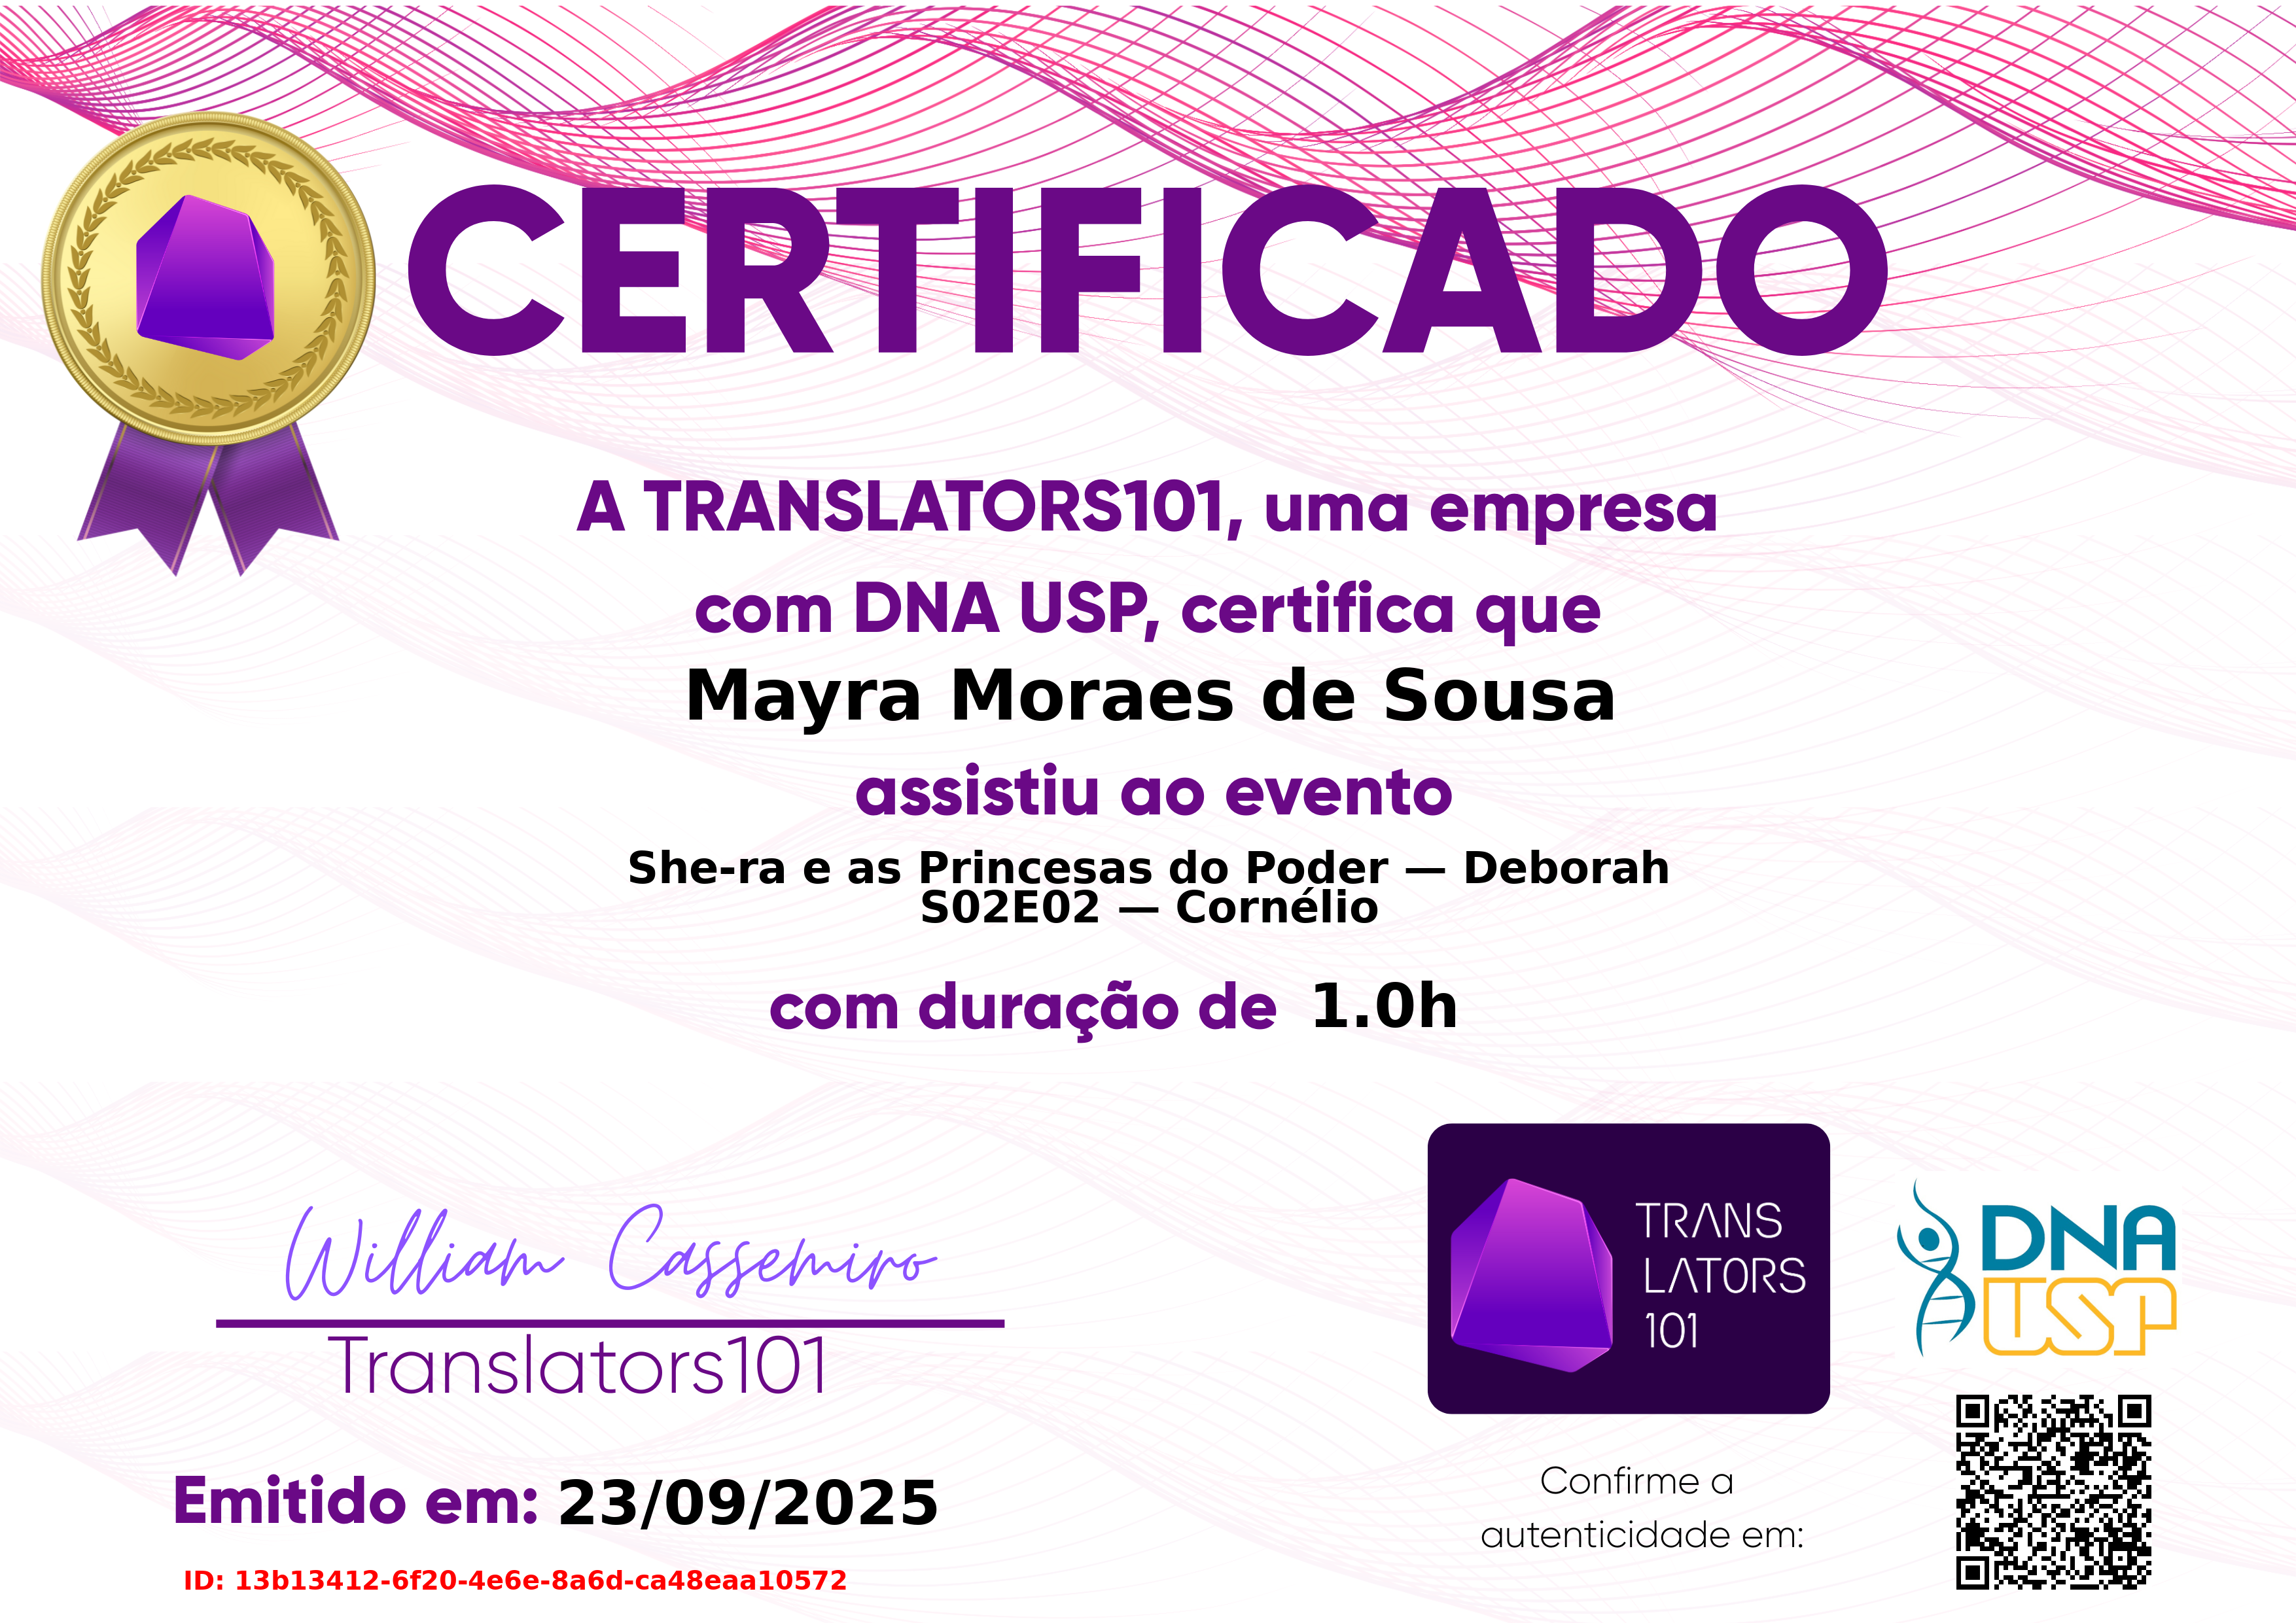 CERTIFICADO
A TRANSLATORS101, uma empresa
com DNA USP, certifica que
Mayra Moraes de Sousa
assistiu ao evento
She-ra e as Princesas do Poder — Deborah
S02E02 — Cornélio
com duração de 1.0h
William Cassemiro
Translators101
Emitido em: 23/09/2025
ID: 13b13412-6f20-4e6e-8a6d-ca48eaa10572
TRANS
LATORS
101
DNA
USP
Confirme a
autenticidade em: